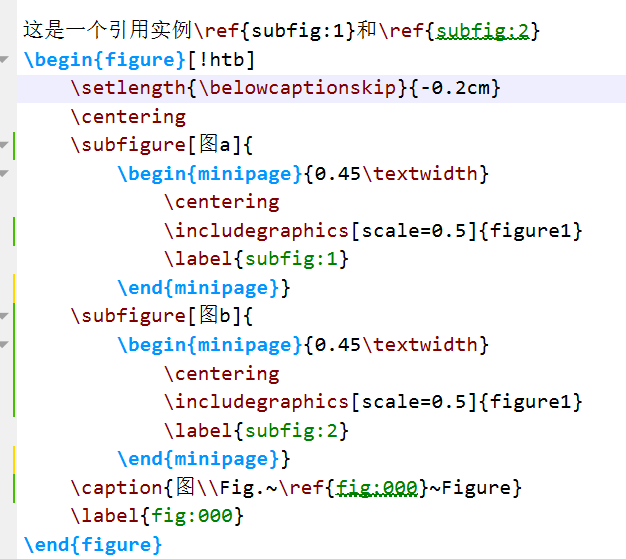 这是一个引用实例\ref{subfig:1}和\ref{subfig:2}
\begin{figure}[!htb]
\setlength{\belowcaptionskip}{-0.2cm}
\centering
\subfigure[图a]{
\begin{minipage}{0.45\textwidth}
\centering
\includegraphics[scale=0.5]{figure1}
\label{subfig:1}
\end{minipage}}
\subfigure[图b]{
\begin{minipage}{0.45\textwidth}
\centering
\includegraphics[scale=0.5]{figure1}
\label{subfig:2}
\end{minipage}}
\caption{图\\Fig.~\ref{fig:000}~Figure}
\label{fig:000}
\end{figure}